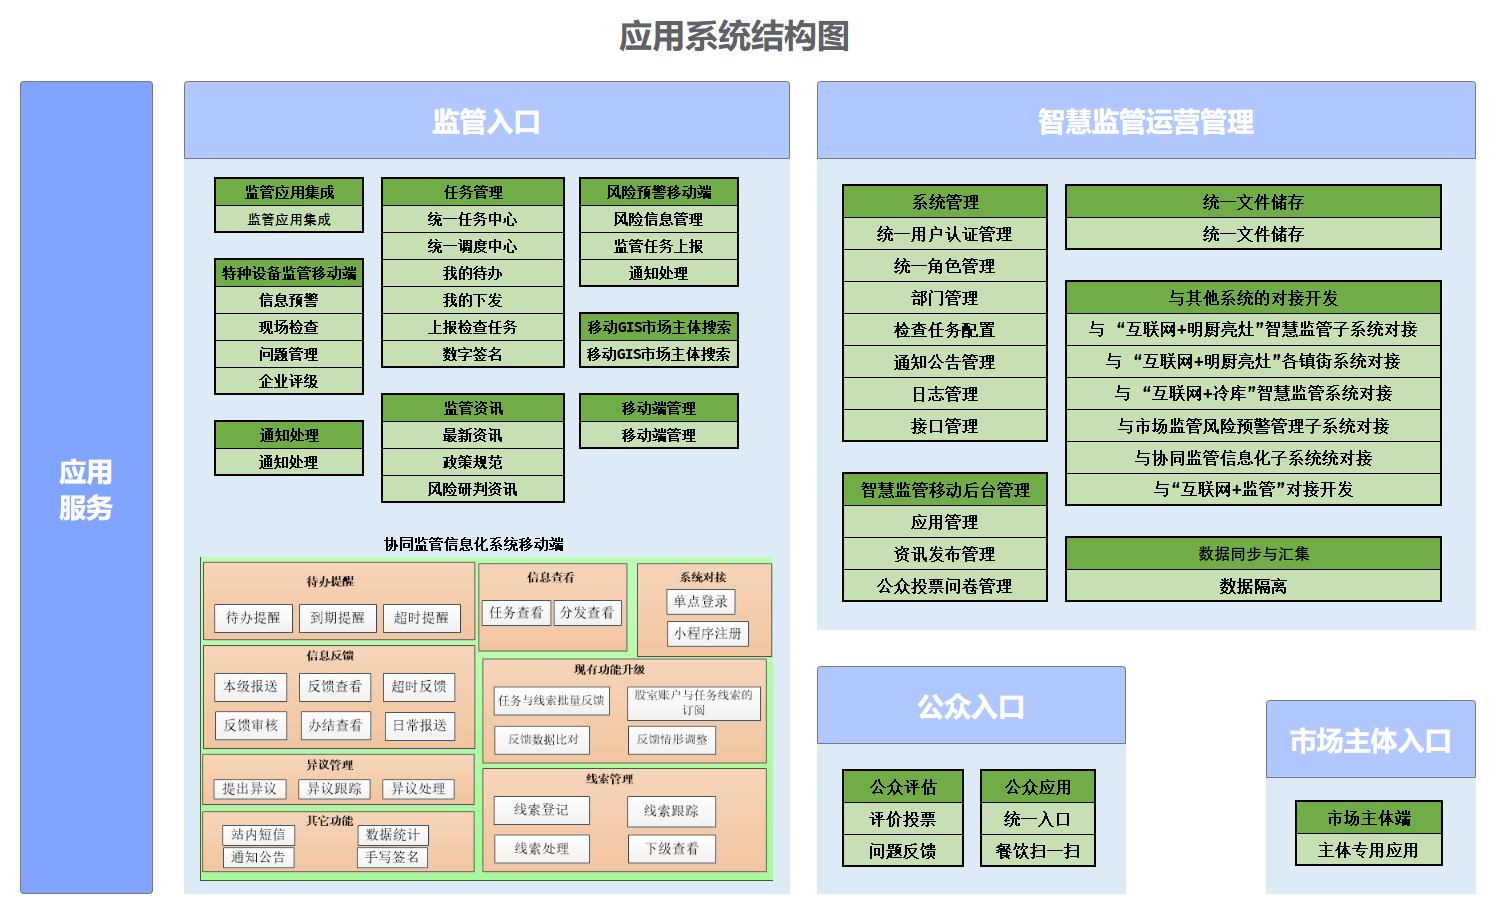 应用系统结构图
应用
服务
监管入口
监管应用集成
监管应用集成
特种设备监管移动端
信息预警
现场检查
问题管理
企业评级
通知处理
通知处理
任务管理
统一任务中心
统一调度中心
我的待办
我的下发
上报检查任务
数字签名
监管资讯
最新资讯
政策规范
风险研判资讯
风险预警移动端
风险信息管理
监管任务上报
通知处理
移动GIS市场主体搜索
移动GIS市场主体搜索
移动端管理
移动端管理
协同监管信息化系统移动端
待办提醒
待办提醒
到期提醒
超时提醒
信息反馈
本级报送
反馈查看
超时反馈
反馈审核
办结查看
日常报送
异议管理
提出异议
异议跟踪
异议处理
其它功能
站内短信
数据统计
通知公告
手写签名
信息查看
任务查看
分发查看
系统对接
单点登录
小程序注册
现有功能升级
任务与线索批量反馈
股室账户与任务线索的
订阅
反馈数据比对
反馈情形调整
线索管理
线索登记
线索跟踪
线索处理
下级查看
智慧监管运营管理
系统管理
统一用户认证管理
统一角色管理
部门管理
检查任务配置
通知公告管理
日志管理
接口管理
智慧监管移动后台管理
应用管理
资讯发布管理
公众投票问卷管理
统一文件储存
统一文件储存
与其他系统的对接开发
与 “互联网+明厨亮灶”智慧监管子系统对接
与 “互联网+明厨亮灶”各镇街系统对接
与 “互联网+冷库”智慧监管系统对接
与市场监管风险预警管理子系统对接
与协同监管信息化子系统统对接
与“互联网+监管”对接开发
数据同步与汇集
数据隔离
公众入口
公众评估
评价投票
问题反馈
公众应用
统一入口
餐饮扫一扫
市场主体入口
市场主体端
主体专用应用